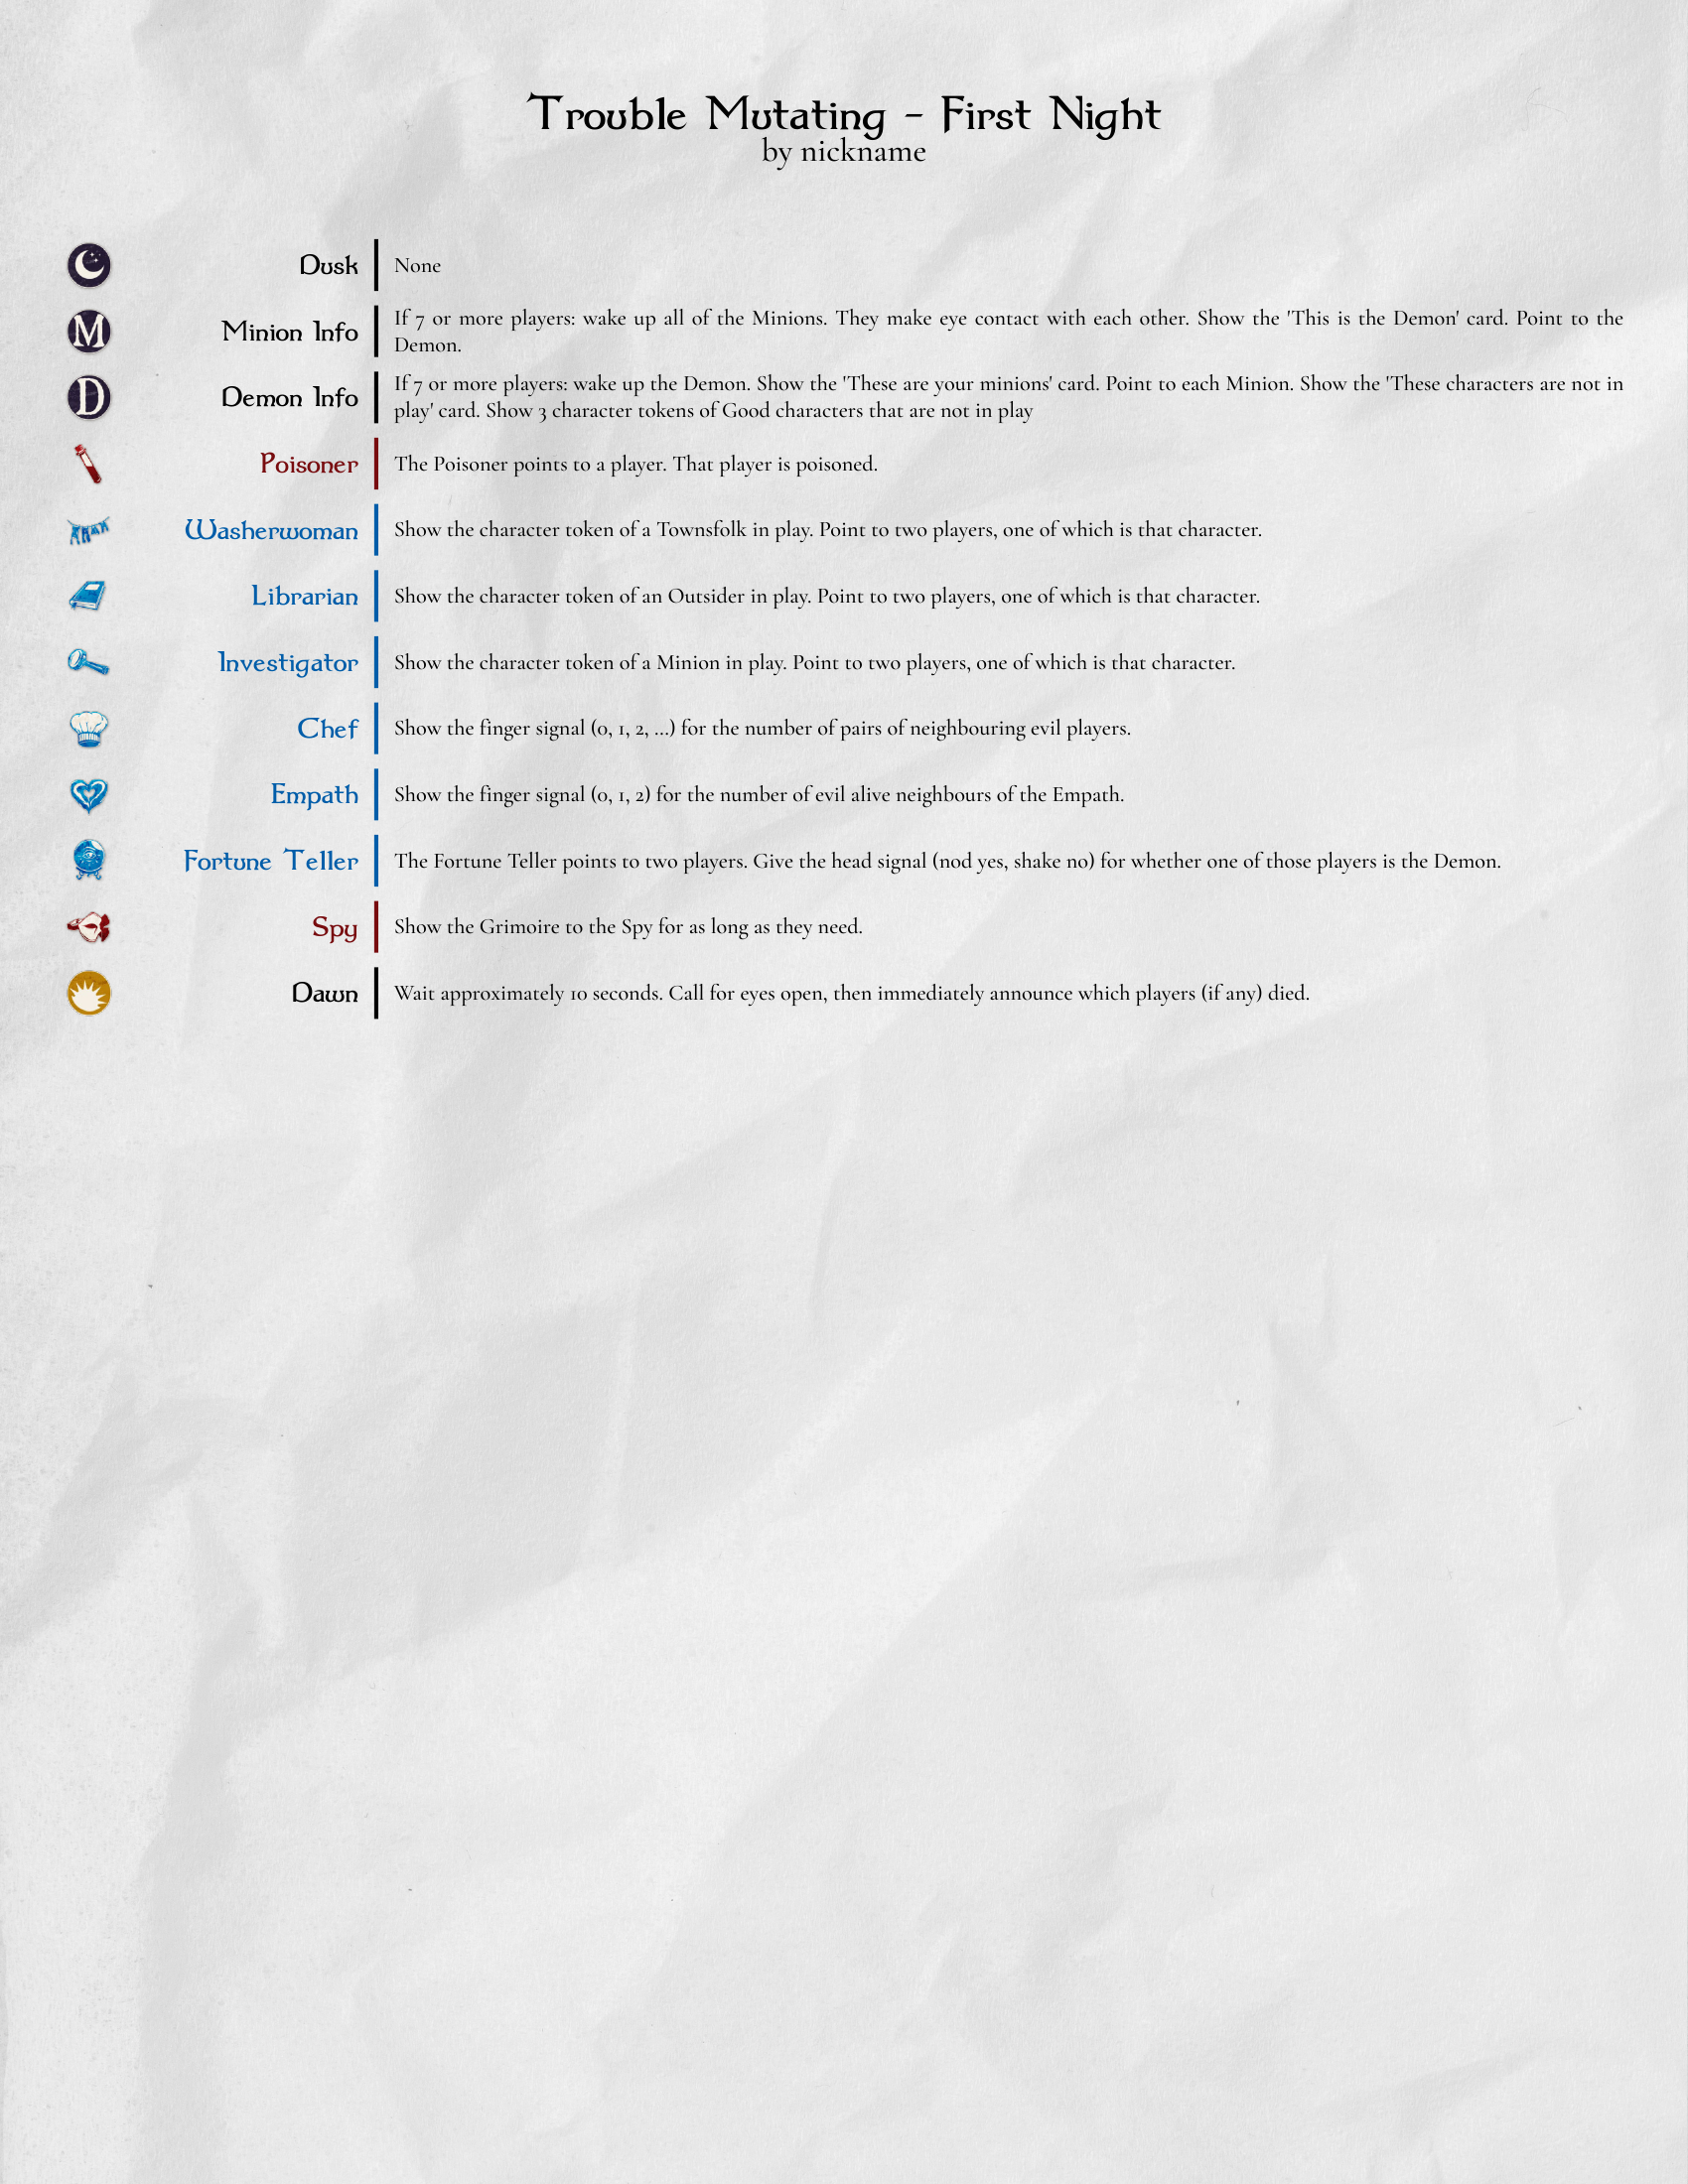 Trouble Mutating - First Night
by nickname
Dusk
None
M
Minion Info
If 7 or more players: wake up all of the Minions. They make eye contact with each other. Show the 'This is the Demon' card. Point to the
Demon.
D
Demon Info
If 7 or more players: wake up the Demon. Show the 'These are your minions' card. Point to each Minion. Show the 'These characters are not in
play' card. Show 3 character tokens of Good characters that are not in play
Poisoner
The Poisoner points to a player. That player is poisoned.
Washerwoman
Show the character token of a Townsfolk in play. Point to two players, one of which is that character.
Librarian
Show the character token of an Outsider in play. Point to two players, one of which is that character.
Investigator
Show the character token of a Minion in play. Point to two players, one of which is that character.
Chef
Show the finger signal (0, 1, 2, ...) for the number of pairs of neighbouring evil players.
Empath
Show the finger signal (0, 1, 2) for the number of evil alive neighbours of the Empath.
Fortune Teller
The Fortune Teller points to two players. Give the head signal (nod yes, shake no) for whether one of those players is the Demon.
Spy
Show the Grimoire to the Spy for as long as they need.
Dawn
Wait approximately 10 seconds. Call for eyes open, then immediately announce which players (if any) died.